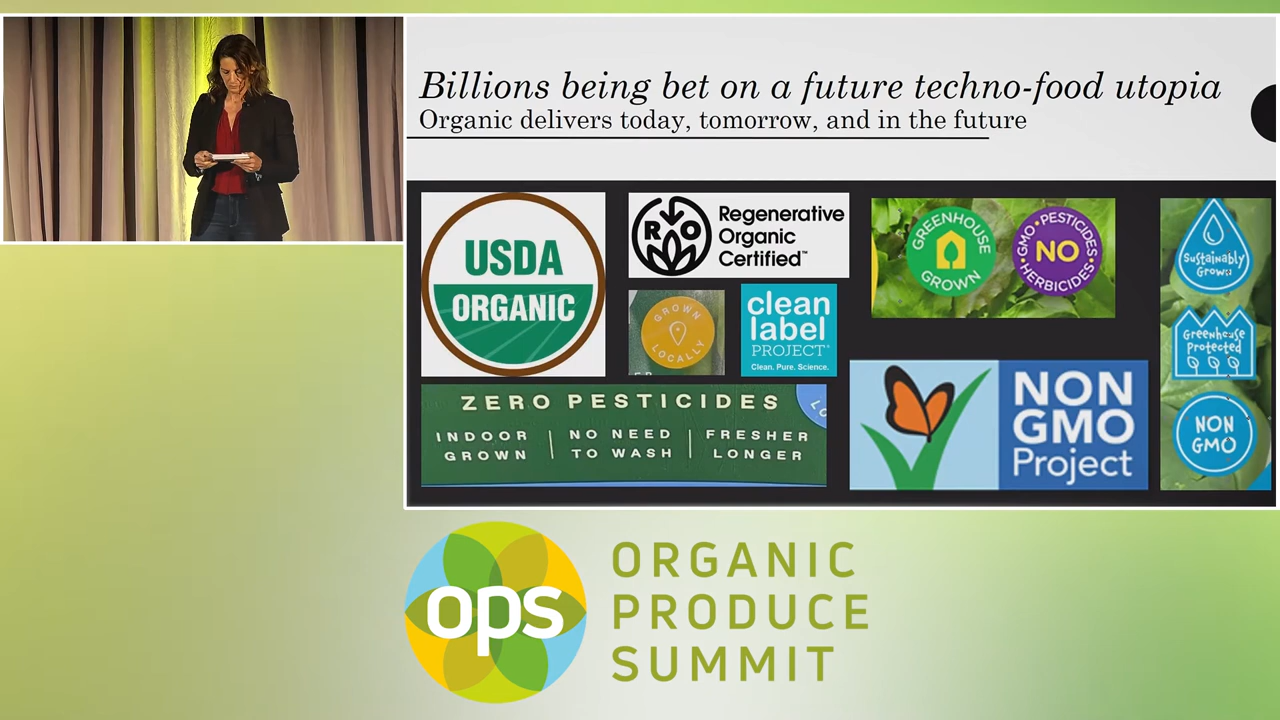 Billions being bet on a future techno-food utopia
Organic delivers today, tomorrow, and in the future
USDA
ORGANIC
RO
Regenerative
Organic
Certified™
GREENHOUSE
GROWN
GMO • PESTICIDES
NO
HERBICIDES
Sustainably
Grown
GROWN
LOCALLY
clean
label
PROJECT®
Clean. Pure. Science.
Greenhouse
Protected
ZERO PESTICIDES
INDOOR
GROWN
NO NEED
TO WASH
FRESHER
LONGER
NON
GMO
Project
NON
GMO
ops
ORGANIC
PRODUCE
SUMMIT